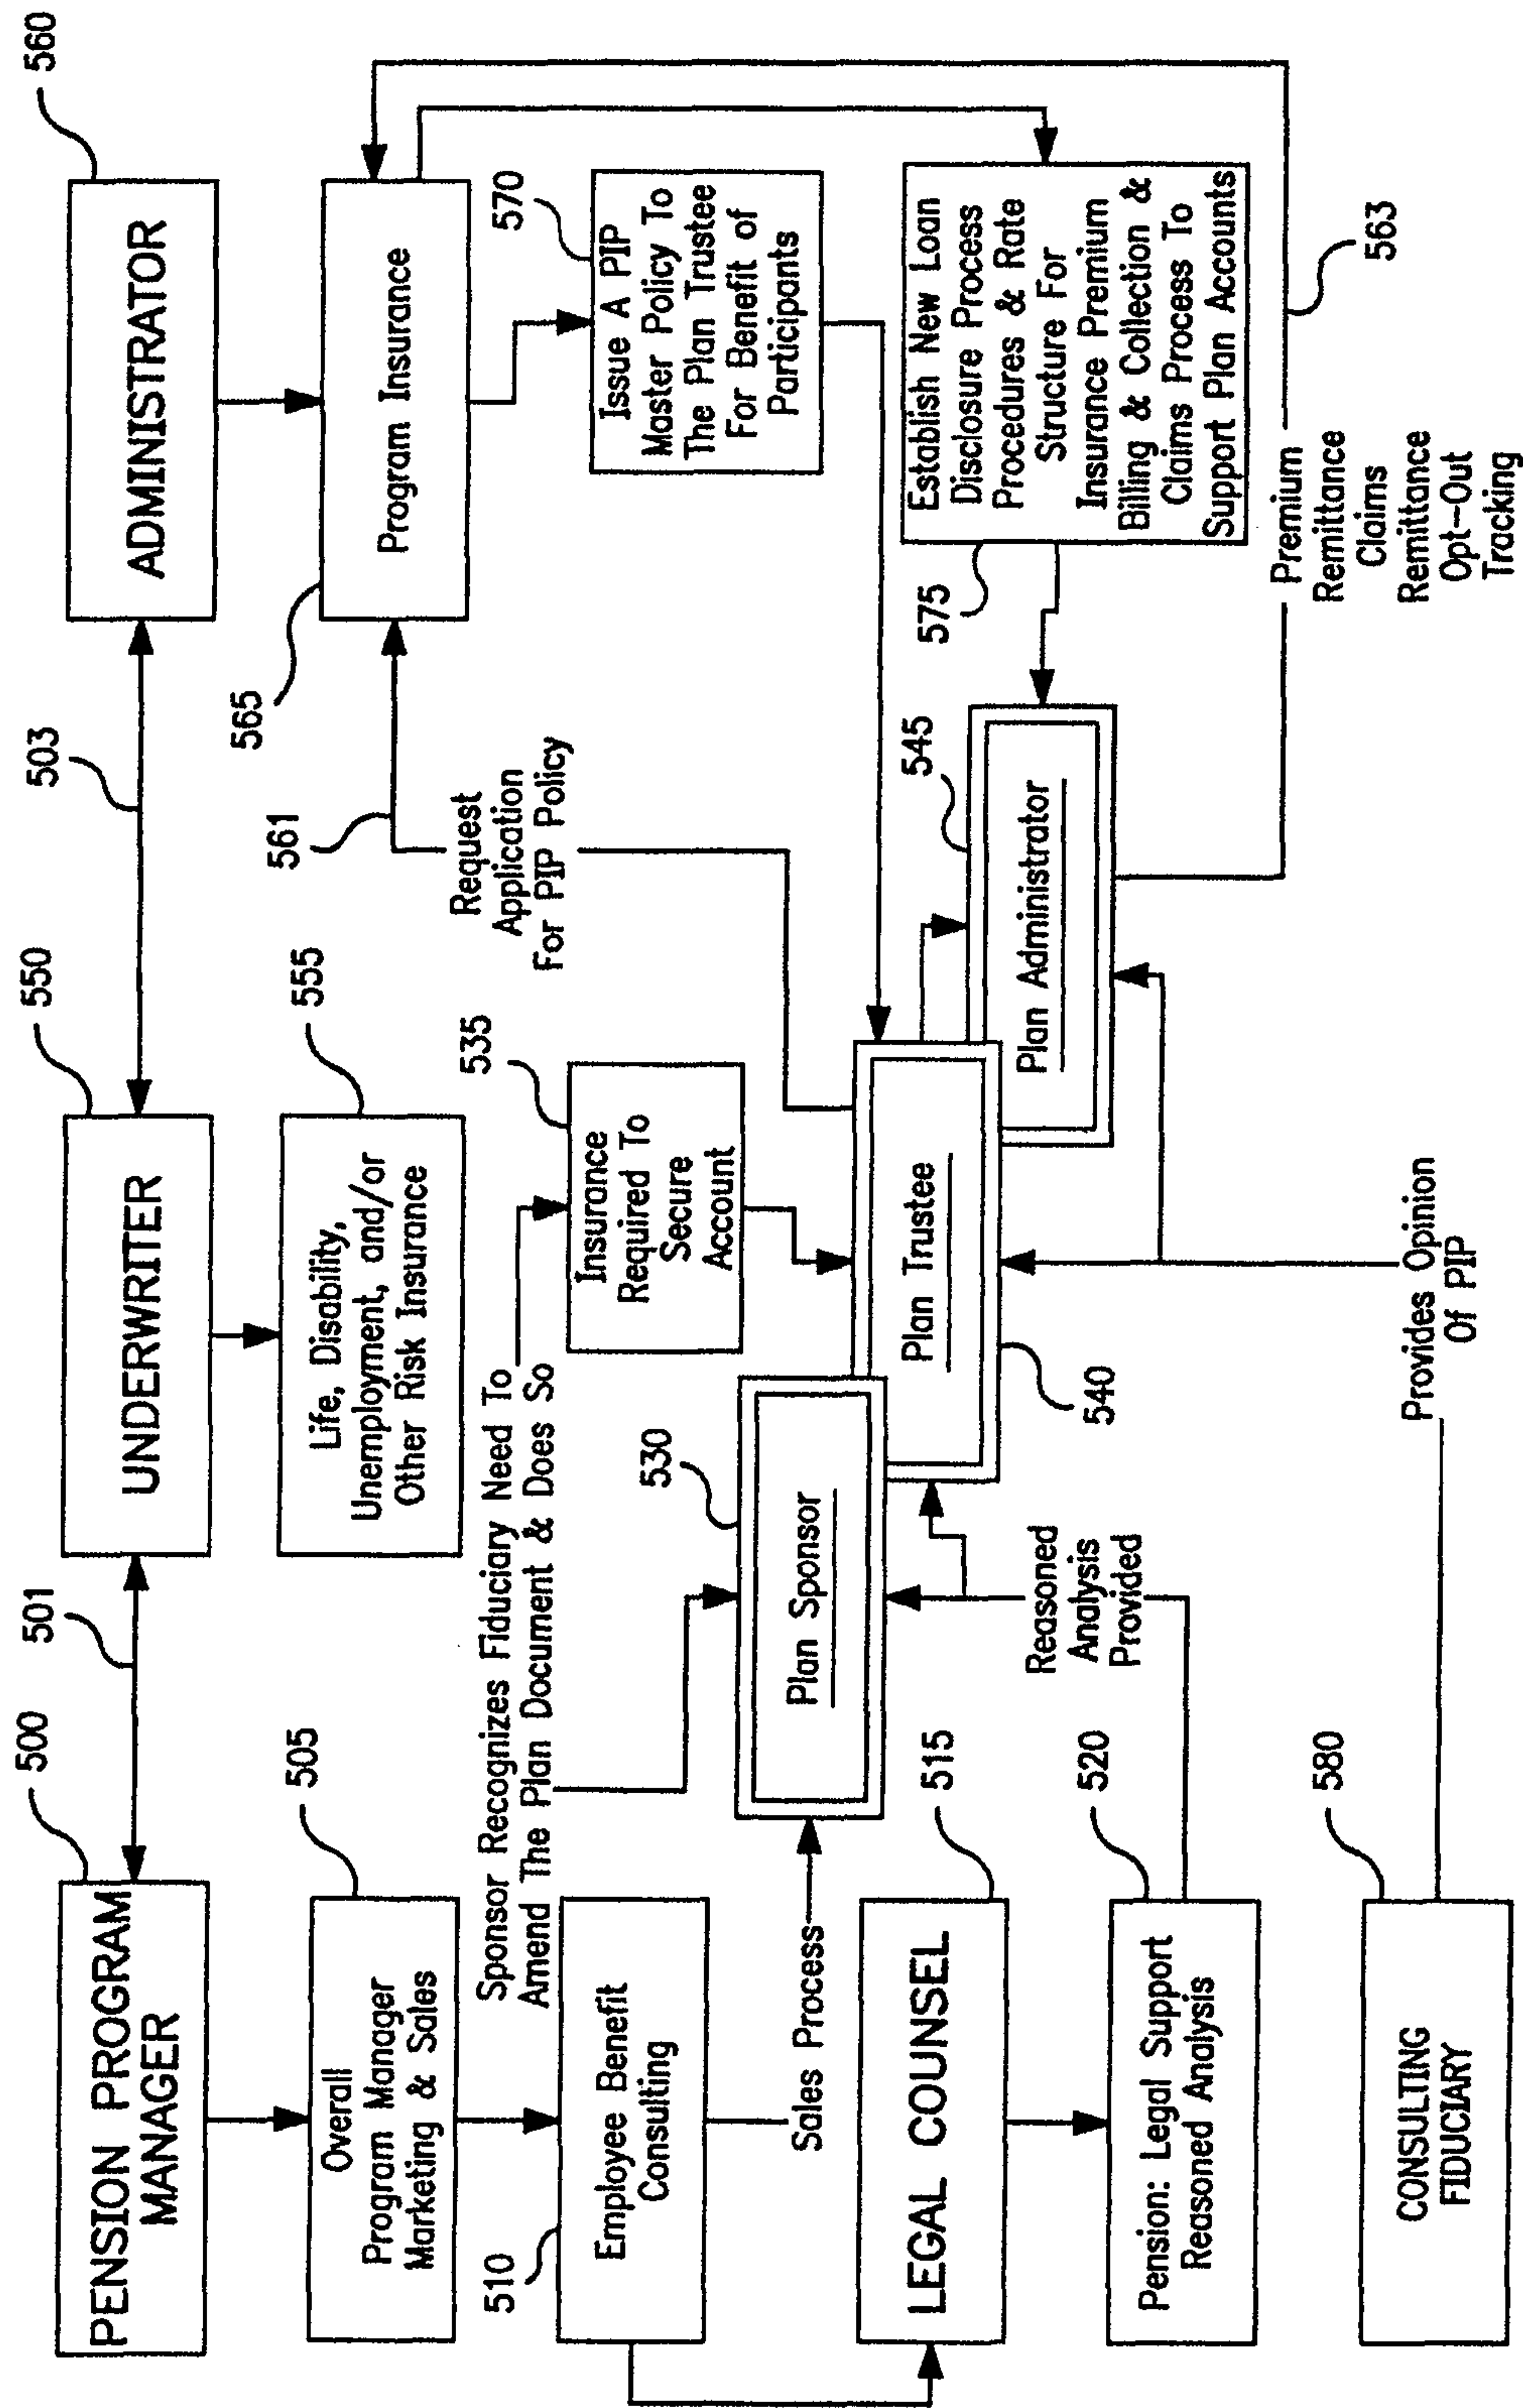 500
PENSION PROGRAM
MANAGER
501
550
UNDERWRITER
503
560
ADMINISTRATOR
505
Overall
Program Manager
Marketing & Sales
555
Life, Disability,
Unemployment, and/or
Other Risk Insurance
565
Program Insurance
561
Request
Application
For PIP Policy
Sponsor Recognizes Fiduciary Need To
Amend The Plan Document & Does So
510
Employee Benefit
Consulting
535
Insurance
Required To
Secure
Account
570
Issue A PIP
Master Policy To
The Plan Trustee
For Benefit of
Participants
Sales Process
530
Plan Sponsor
540
Plan Trustee
545
Plan Administrator
575
Establish New Loan
Disclosure Process
Procedures & Rate
Structure For
Insurance Premium
Billing & Collection &
Claims Process To
Support Plan Accounts
515
LEGAL COUNSEL
520
Pension: Legal Support
Reasoned Analysis
Reasoned
Analysis
Provided
563
Premium
Remittance
Claims
Remittance
Opt-Out
Tracking
580
CONSULTING
FIDUCIARY
Provides Opinion
Of PIP